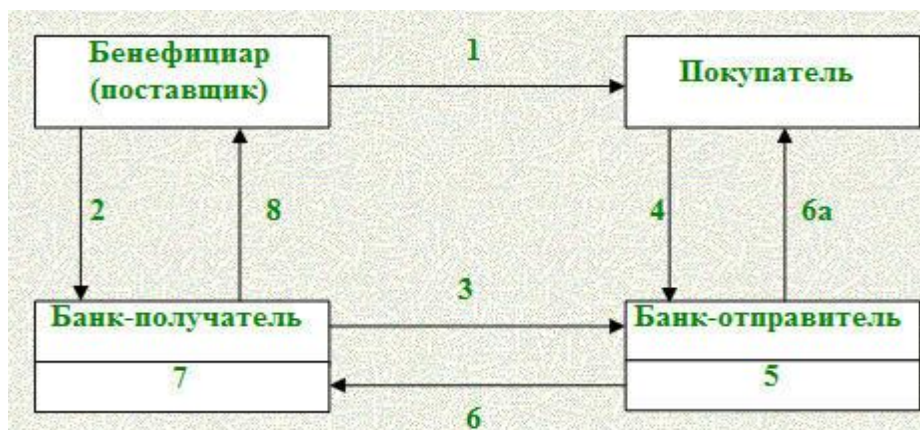 Бенефициар
(поставщик)
1
Покупатель
2
8
4
6а
3
Банк-получатель
Банк-отправитель
7
5
6